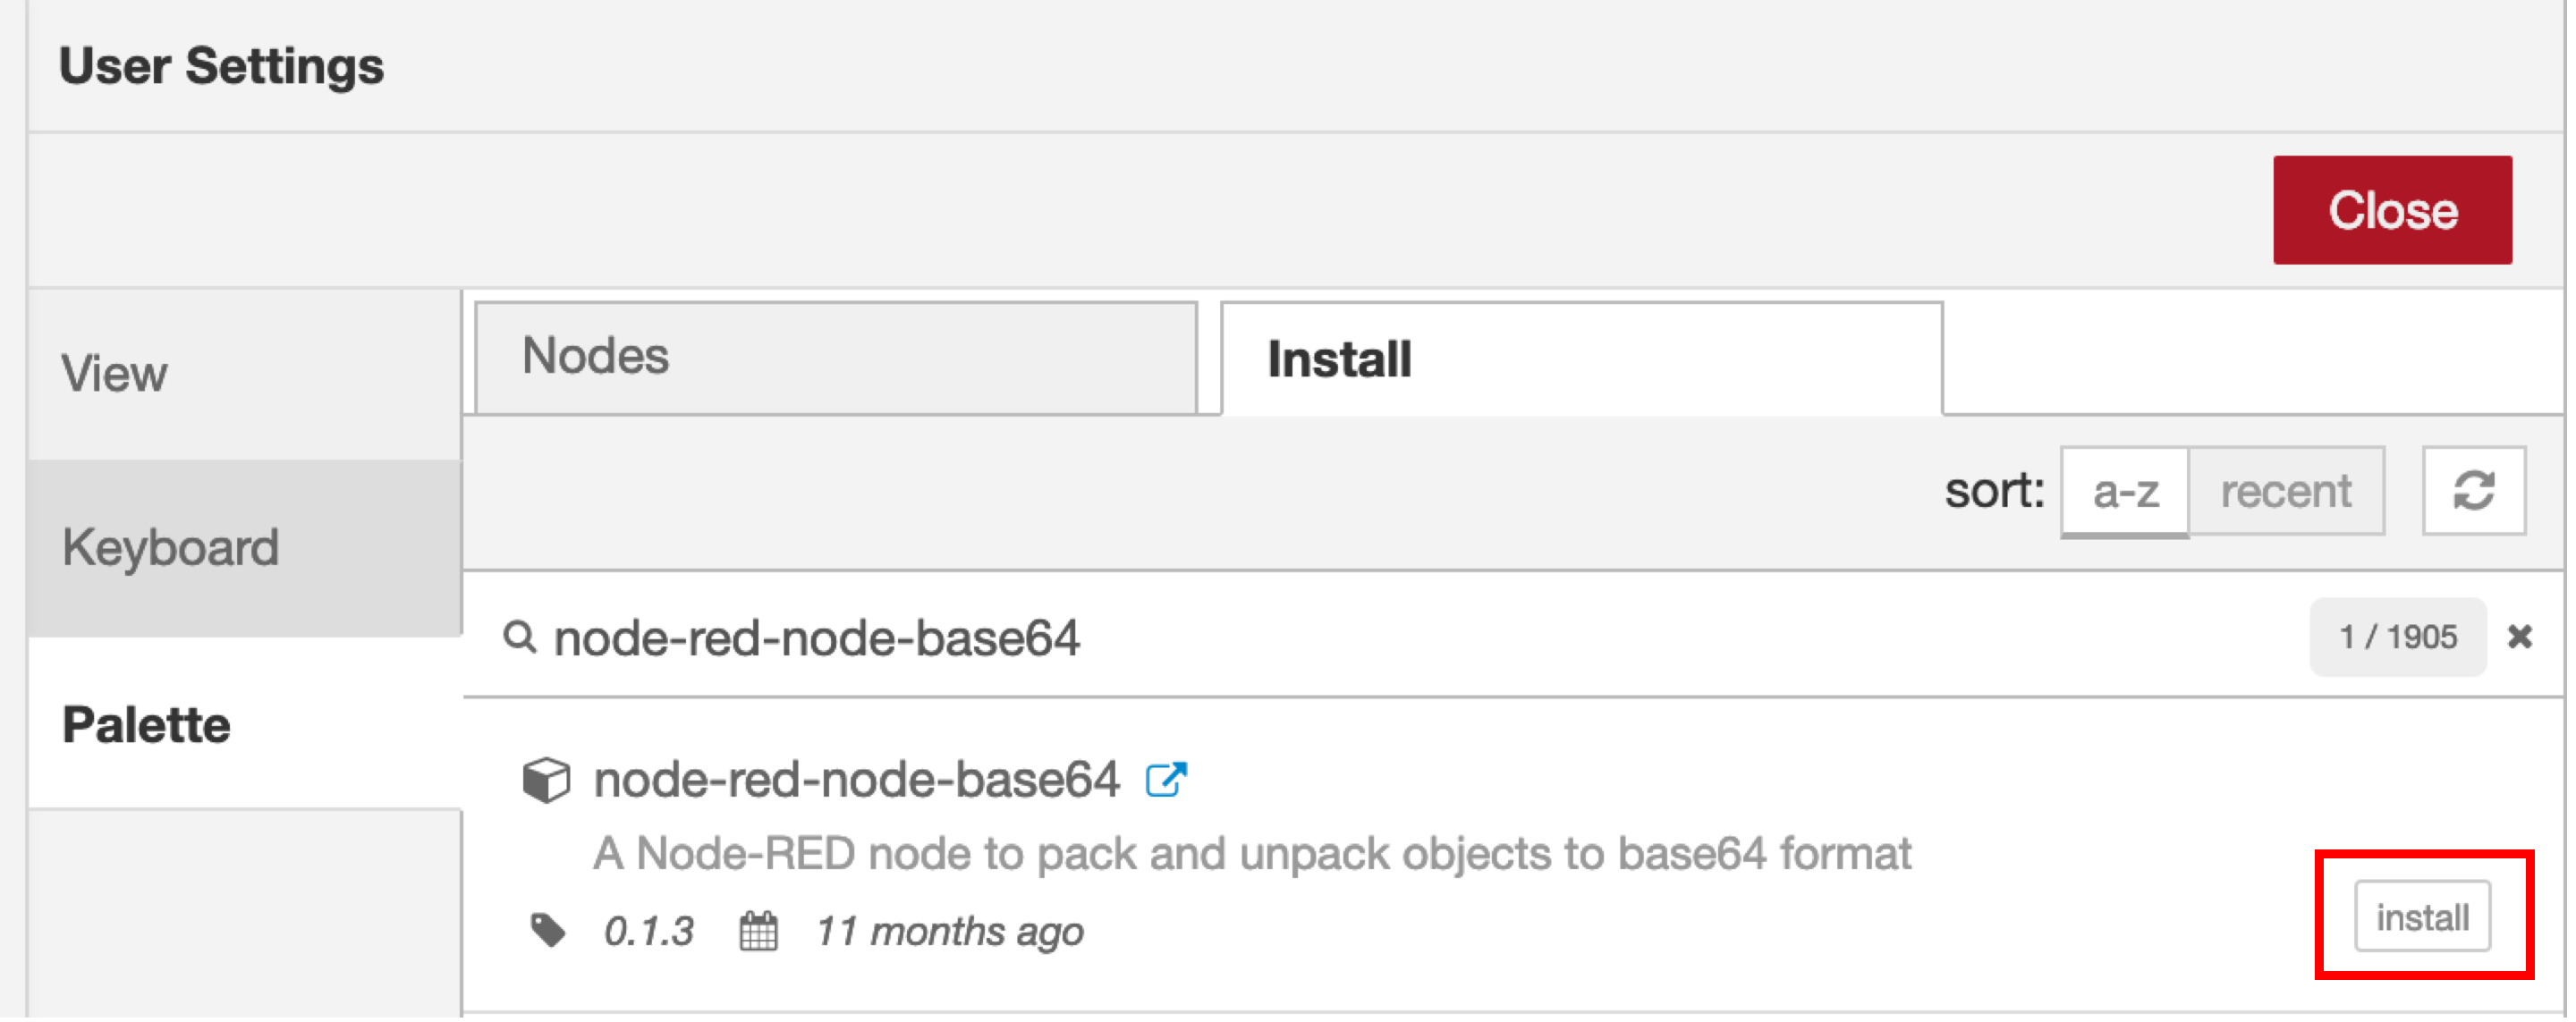 User Settings
Close
View
Nodes
Install
Keyboard
sort: a-z recent
node-red-node-base64
1 / 1905
Palette
node-red-node-base64
A Node-RED node to pack and unpack objects to base64 format
0.1.3 11 months ago
install